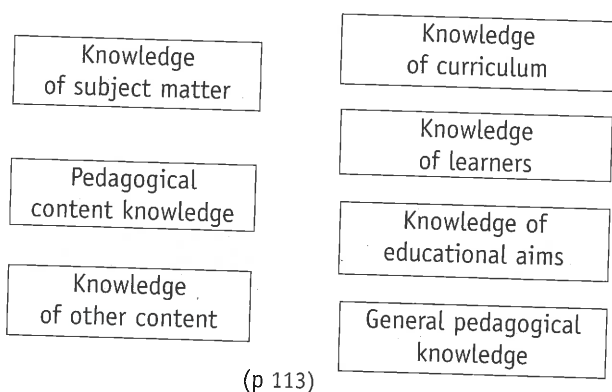 Knowledge
of subject matter
Pedagogical
content knowledge
Knowledge
of other content
Knowledge
of curriculum
Knowledge
of learners
Knowledge of
educational aims
General pedagogical
knowledge
(p 113)